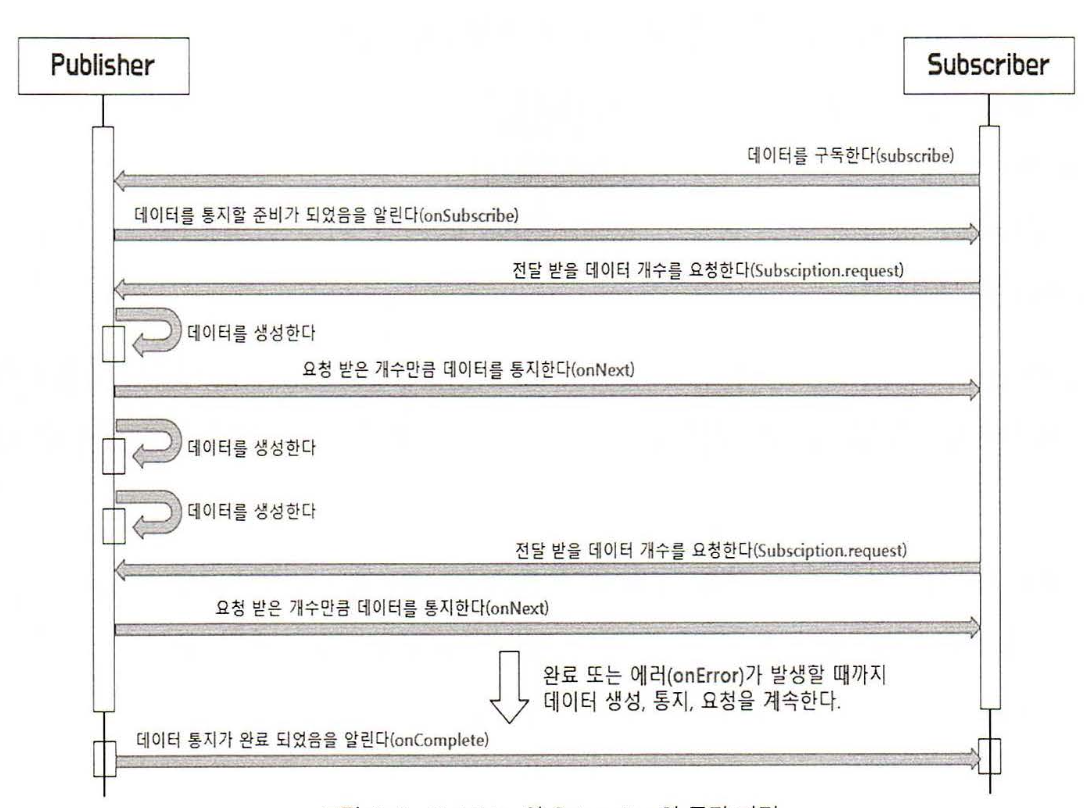 Publisher
Subscriber
데이터를 구독한다(subscribe)
데이터를 통지할 준비가 되었음을 알린다(onSubscribe)
전달 받을 데이터 개수를 요청한다(Subsciption.request)
데이터를 생성한다
요청 받은 개수만큼 데이터를 통지한다(onNext)
데이터를 생성한다
데이터를 생성한다
전달 받을 데이터 개수를 요청한다(Subsciption.request)
요청 받은 개수만큼 데이터를 통지한다(onNext)
완료 또는 에러(onError)가 발생할 때까지
데이터 생성, 통지, 요청을 계속한다.
데이터 통지가 완료 되었음을 알린다(onComplete)